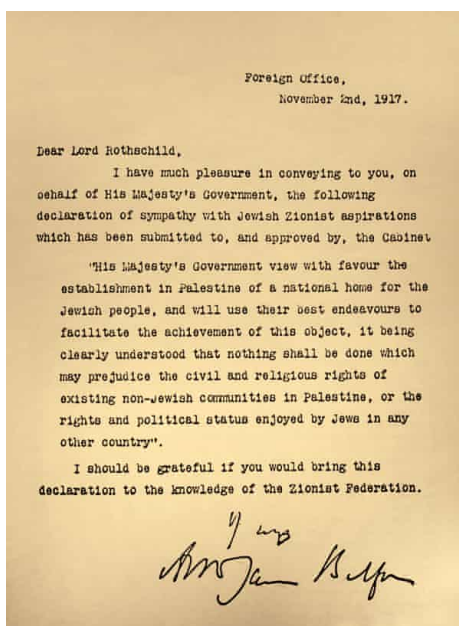 Foreign Office,
November 2nd, 1917.
Dear Lord Rothschild,
I have much pleasure in conveying to you, on
behalf of His Majesty's Government, the following
declaration of sympathy with Jewish Zionist aspirations
which has been submitted to, and approved by, the Cabinet
"His Majesty's Government view with favour the
establishment in Palestine of a national home for the
Jewish people, and will use their best endeavours to
facilitate the achievement of this object, it being
clearly understood that nothing shall be done which
may prejudice the civil and religious rights of
existing non-Jewish communities in Palestine, or the
rights and political status enjoyed by Jews in any
other country".
I should be grateful if you would bring this
declaration to the knowledge of the Zionist Federation.
Arthur James Balfour